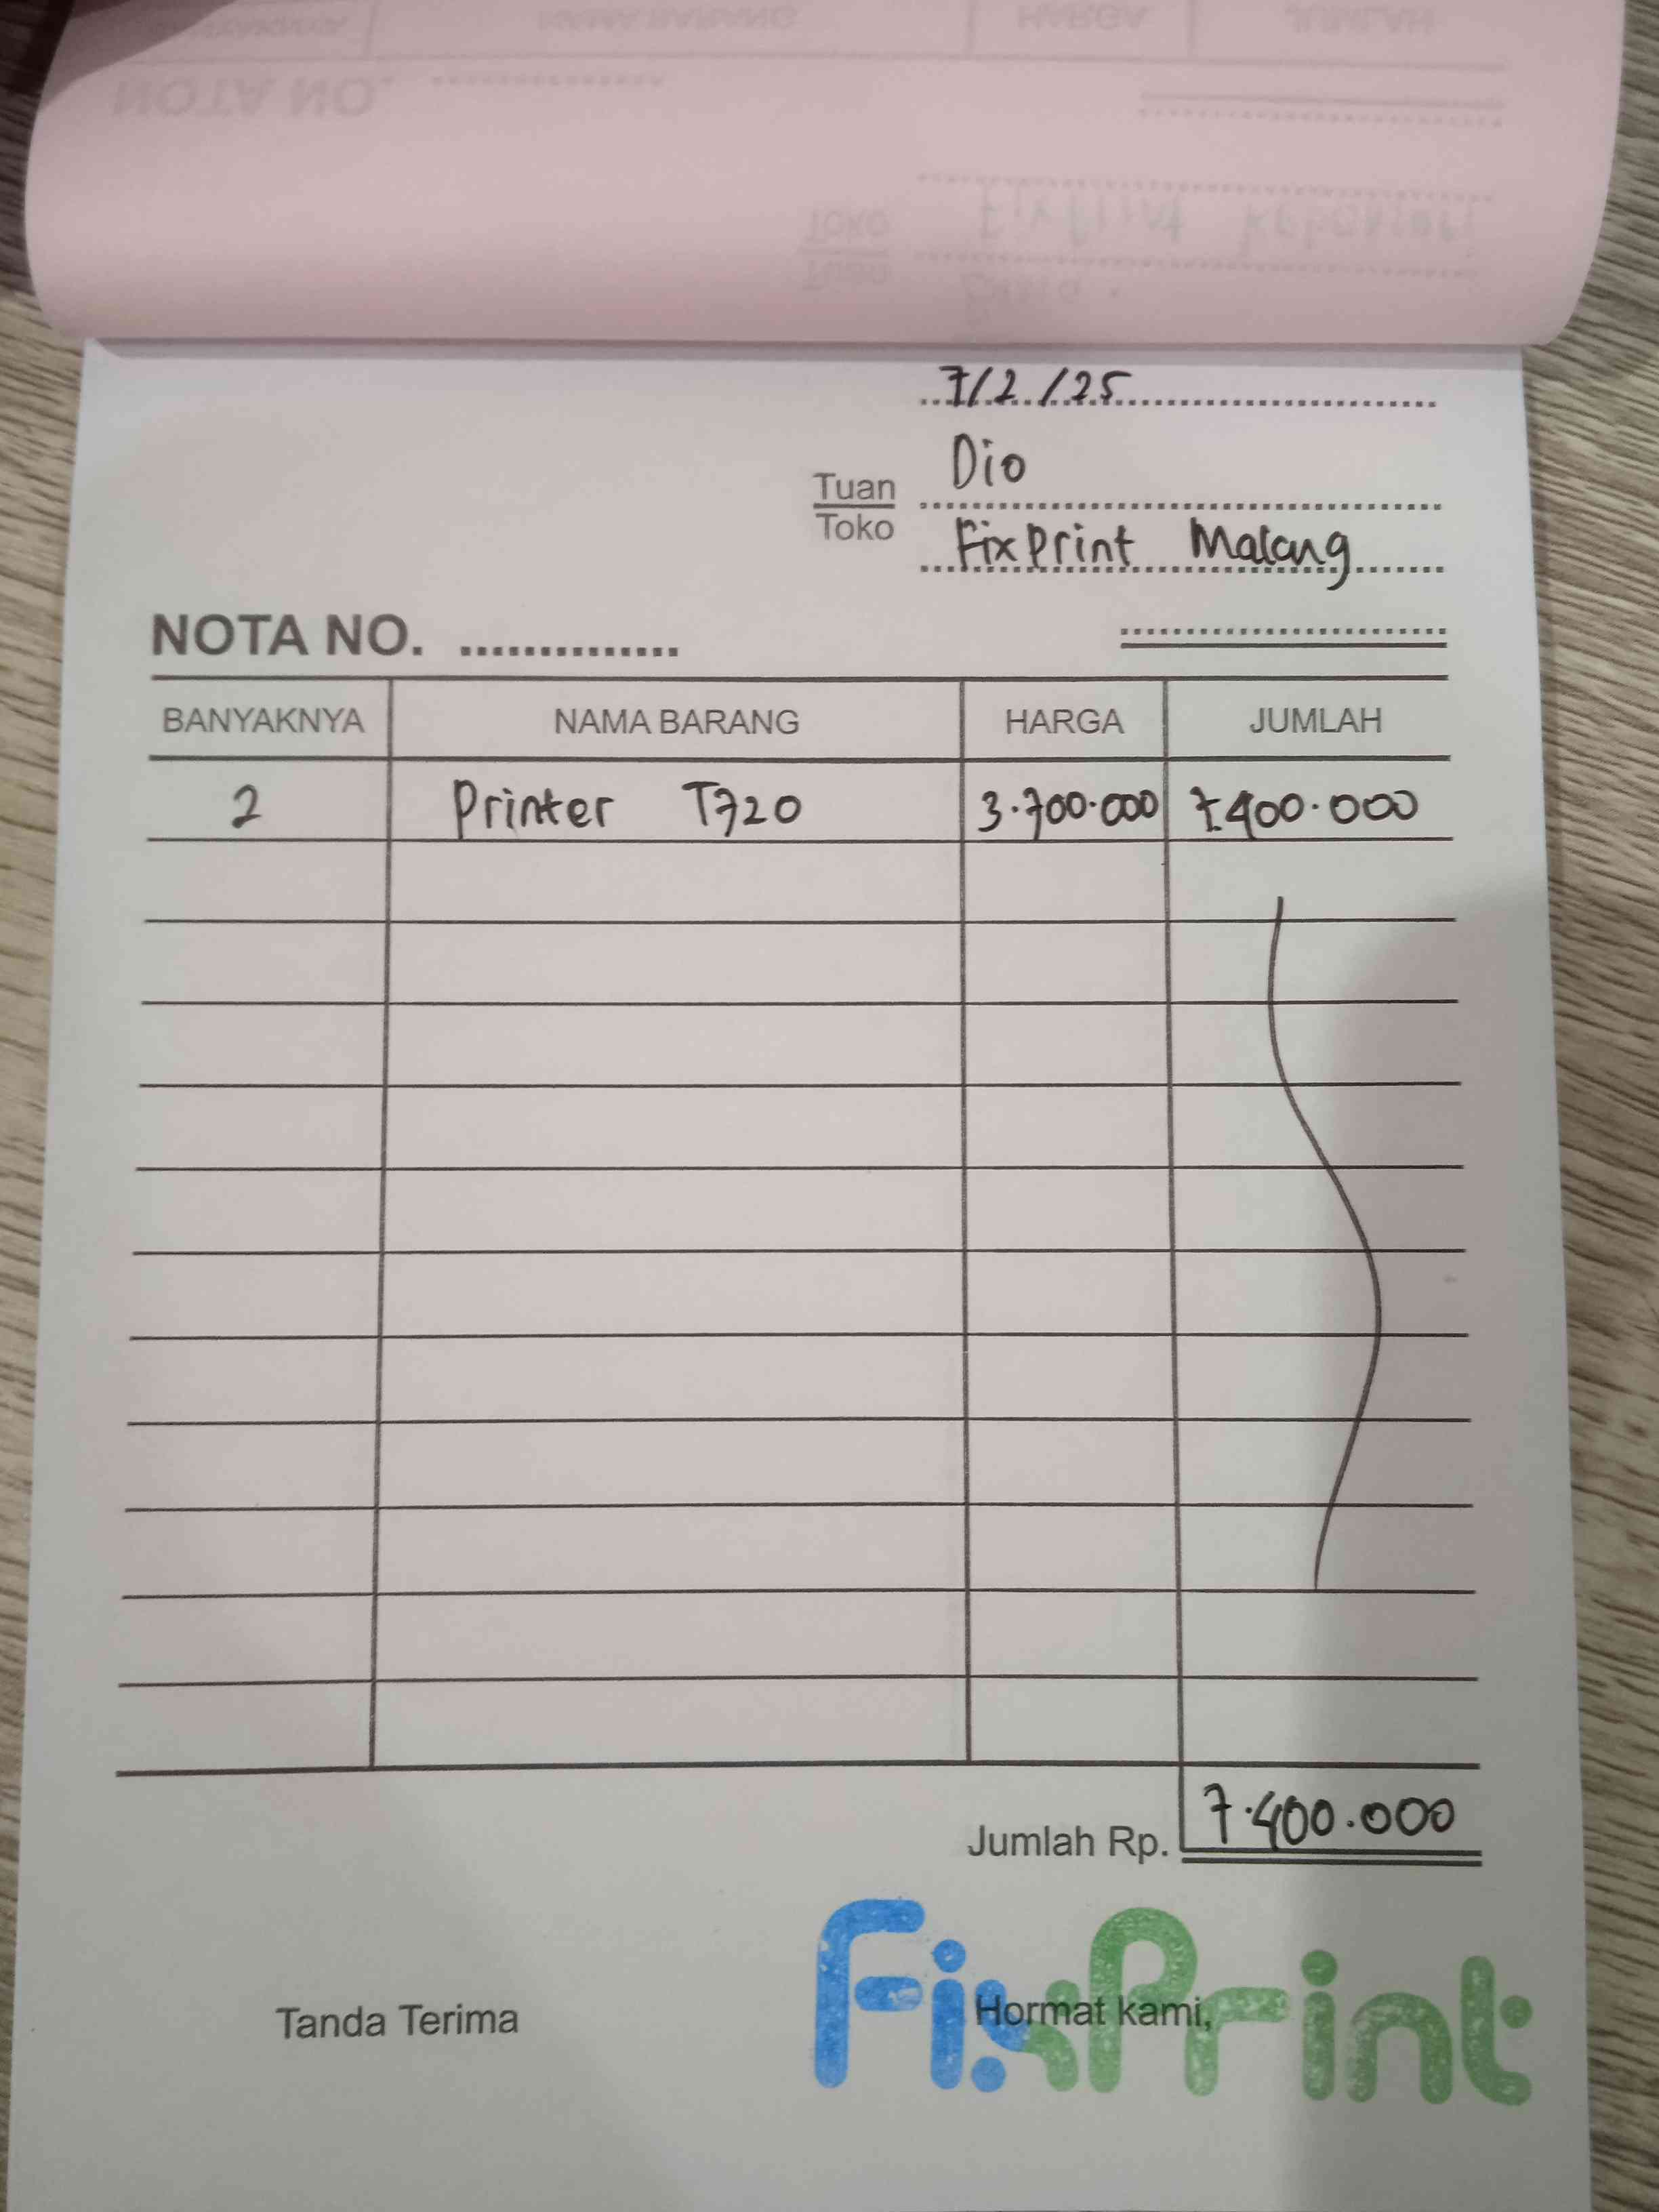 7/2/25
Dio
Tuan
Toko
FixPrint Malang
NOTA NO. ..............
BANYAKNYA NAMA BARANG HARGA JUMLAH
2 Printer T720 3.700.000 7.400.000
Jumlah Rp. 7.400.000
Tanda Terima Hormat kami,
FixPrint